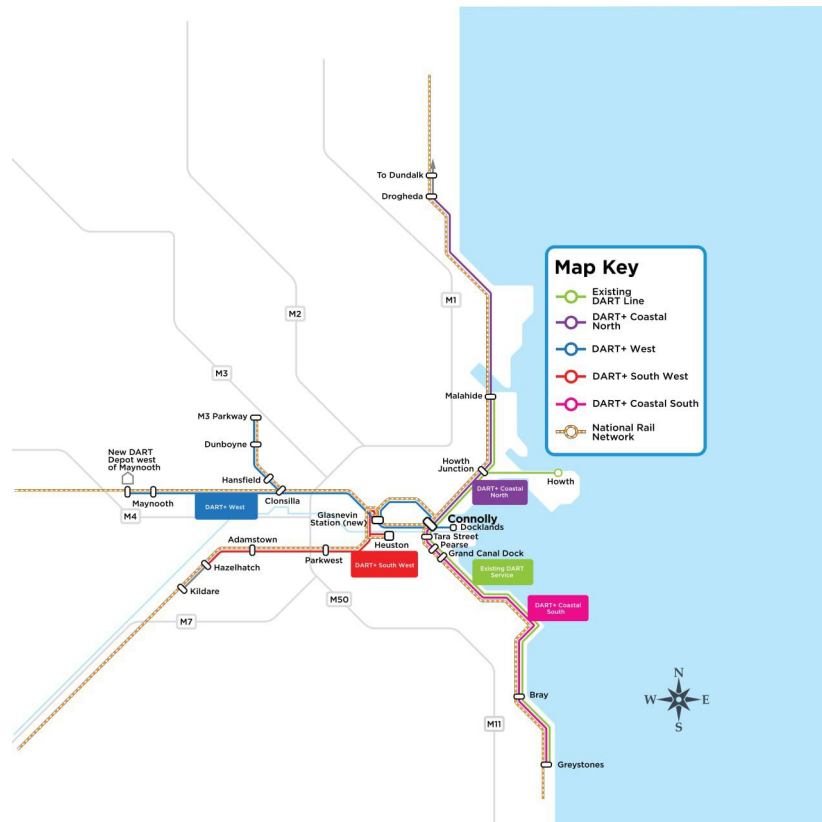 To Dundalk
Drogheda
Map Key
Existing
DART Line
DART+ Coastal
North
DART+ West
DART+ South West
DART+ Coastal South
National Rail
Network
M1
M2
M3
Malahide
M3 Parkway
Dunboyne
New DART
Depot west
of Maynooth
Hansfield
Howth
Junction
Howth
Maynooth
Clonsilla
DART+ West
DART+ Coastal
North
M4
Glasnevin
Station (new)
Connolly
Docklands
Tara Street
Pearse
Grand Canal Dock
Heuston
Adamstown
Parkwest
Hazelhatch
Kildare
DART+ South West
Existing DART
Service
DART+ Coastal
South
M50
M7
M11
Bray
Greystones
N
W
E
S